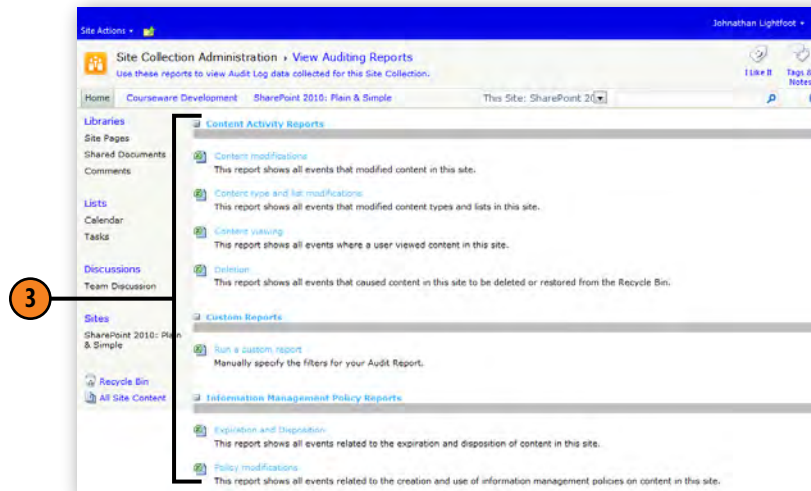 Johnathan Lightfoot
Site Actions
Site Collection Administration › View Auditing Reports
Use these reports to view Audit Log data collected for this Site Collection.
I Like It
Tags &
Notes
Home Courseware Development SharePoint 2010: Plain & Simple This Site: SharePoint 20
Libraries
Site Pages
Shared Documents
Comments
Lists
Calendar
Tasks
Discussions
Team Discussion
Sites
SharePoint 2010: Plain
& Simple
Recycle Bin
All Site Content
3
Content Activity Reports
Content modifications
This report shows all events that modified content in this site.
Content type and list modifications
This report shows all events that modified content types and lists in this site.
Content viewing
This report shows all events where a user viewed content in this site.
Deletion
This report shows all events that caused content in this site to be deleted or restored from the Recycle Bin.
Custom Reports
Run a custom report
Manually specify the filters for your Audit Report.
Information Management Policy Reports
Expiration and Disposition
This report shows all events related to the expiration and disposition of content in this site.
Policy modifications
This report shows all events related to the creation and use of information management policies on content in this site.